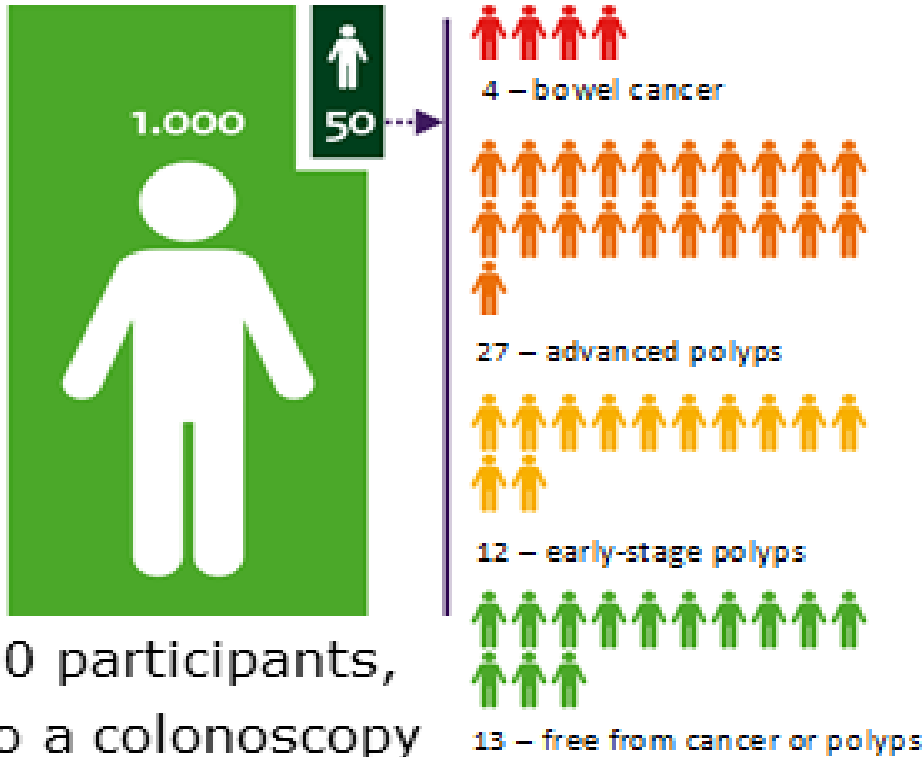 1.000
50
4 – bowel cancer
27 – advanced polyps
12 – early-stage polyps
13 – free from cancer or polyps
0 participants,
o a colonoscopy